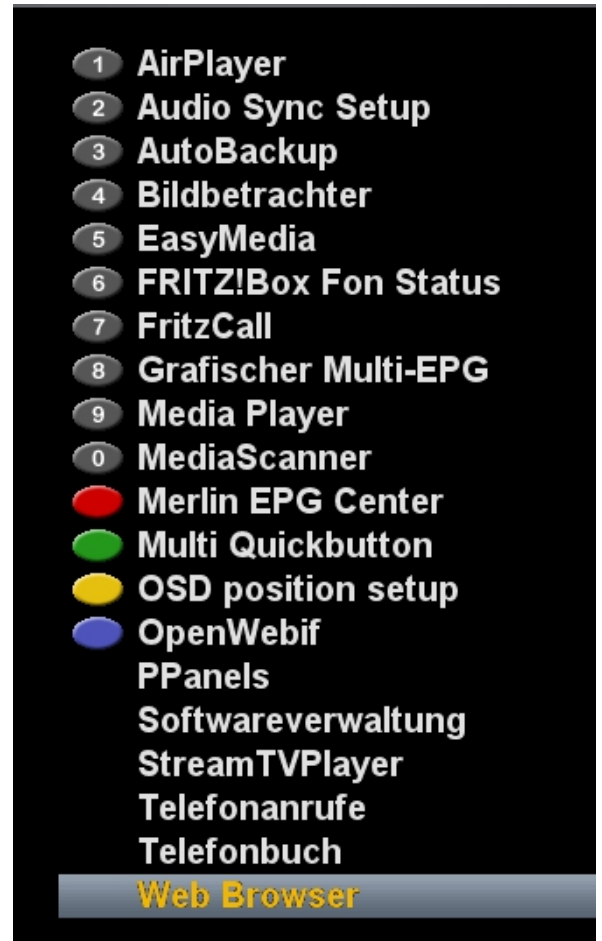 1 AirPlayer
2 Audio Sync Setup
3 AutoBackup
4 Bildbetrachter
5 EasyMedia
6 FRITZ!Box Fon Status
7 FritzCall
8 Grafischer Multi-EPG
9 Media Player
0 MediaScanner
Merlin EPG Center
Multi Quickbutton
OSD position setup
OpenWebif
PPanels
Softwareverwaltung
StreamTVPlayer
Telefonanrufe
Telefonbuch
Web Browser